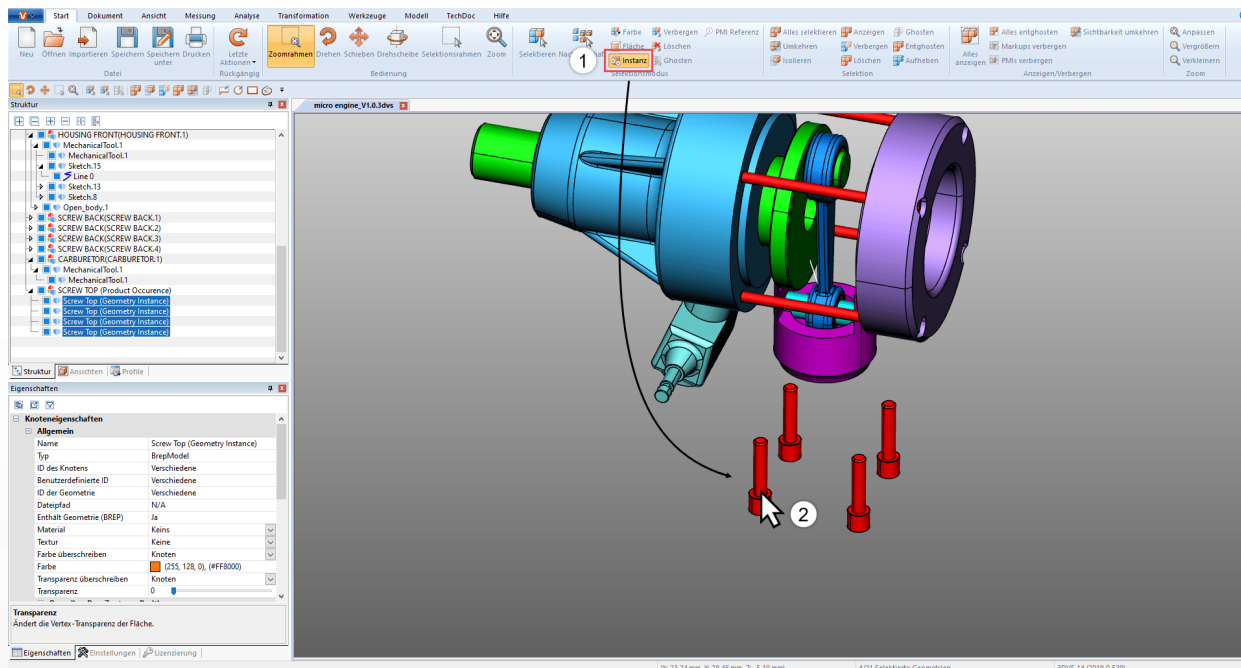 Start Dokument Ansicht Messung Analyse Transformation Werkzeuge Modell TechDoc Hilfe
Neu Öffnen Importieren Speichern Speichern unter Drucken
Datei
Letzte Aktionen
Rückgängig
Zoomrahmen Drehen Schieben Drehscheibe Selektionsrahmen Zoom
Bedienung
Selektieren
Farbe Verbergen PMI Referenz
Fläche Löschen
Instanz Ghosten
Selektionsmodus
Alles selektieren Anzeigen Ghosten
Umkehren Verbergen Entghosten
Isolieren Löschen Aufheben
Selektion
Alles anzeigen
Alles entghosten Sichtbarkeit umkehren
Markups verbergen
PMIs verbergen
Anzeigen/Verbergen
Anpassen
Vergrößern
Verkleinern
Zoom
1
Struktur
micro engine_V1.0.3dvs
HOUSING FRONT(HOUSING FRONT.1)
MechanicalTool.1
MechanicalTool.1
Sketch.15
Line 0
Sketch.13
Sketch.8
Open_body.1
SCREW BACK(SCREW BACK.1)
SCREW BACK(SCREW BACK.2)
SCREW BACK(SCREW BACK.3)
SCREW BACK(SCREW BACK.4)
CARBURETOR(CARBURETOR.1)
MechanicalTool.1
MechanicalTool.1
SCREW TOP (Product Occurence)
Screw Top (Geometry Instance)
Screw Top (Geometry Instance)
Screw Top (Geometry Instance)
Screw Top (Geometry Instance)
Struktur Ansichten Profile
Eigenschaften
Knoteneigenschaften
Allgemein
Name Screw Top (Geometry Instance)
Typ BrepModel
ID des Knotens Verschiedene
Benutzerdefinierte ID Verschiedene
ID der Geometrie Verschiedene
Dateipfad N/A
Enthält Geometrie (BREP) Ja
Material Keins
Textur Keine
Farbe überschreiben Knoten
Farbe (255, 128, 0), (#FF8000)
Transparenz überschreiben Knoten
Transparenz 0
Transparenz
Ändert die Vertex-Transparenz der Fläche.
Eigenschaften Einstellungen Lizenzierung
2